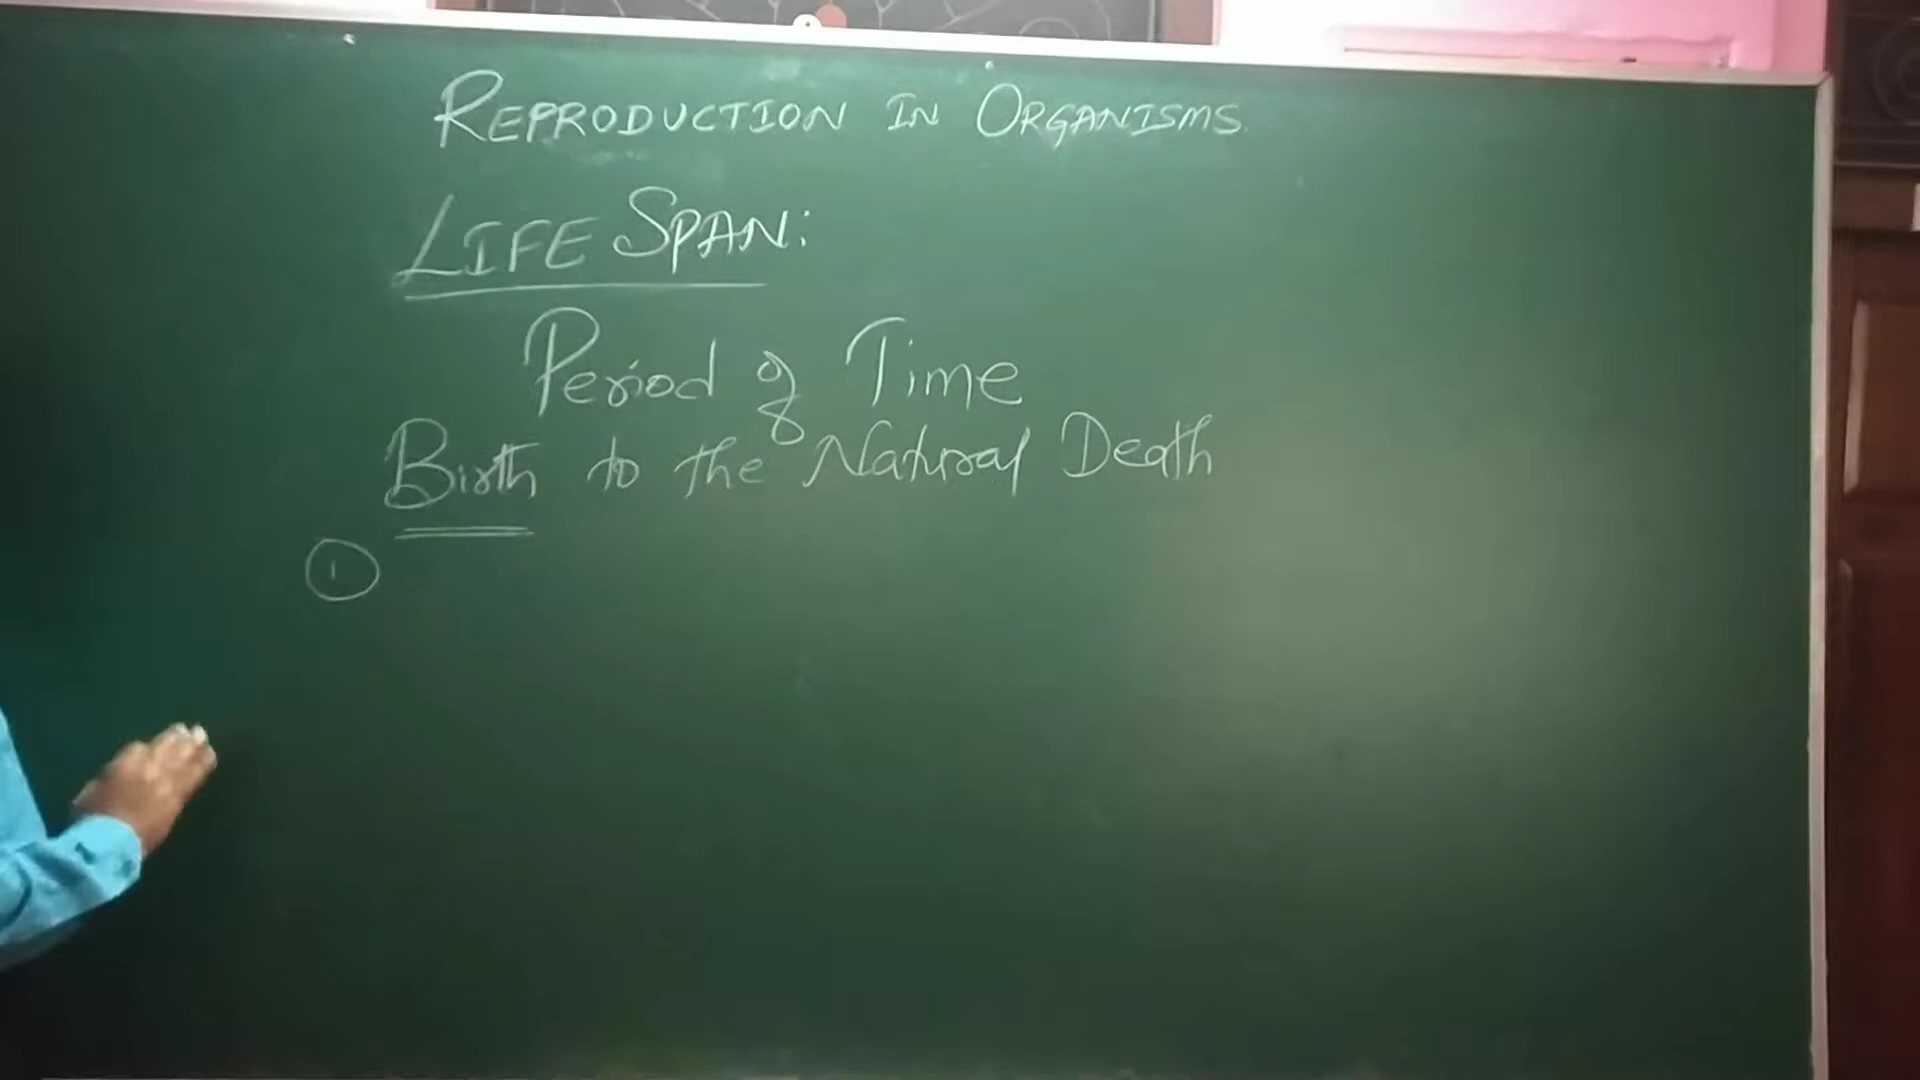 REPRODUCTION IN ORGANISMS
LIFE SPAN:
Period of Time
Birth to the Natural Death
①